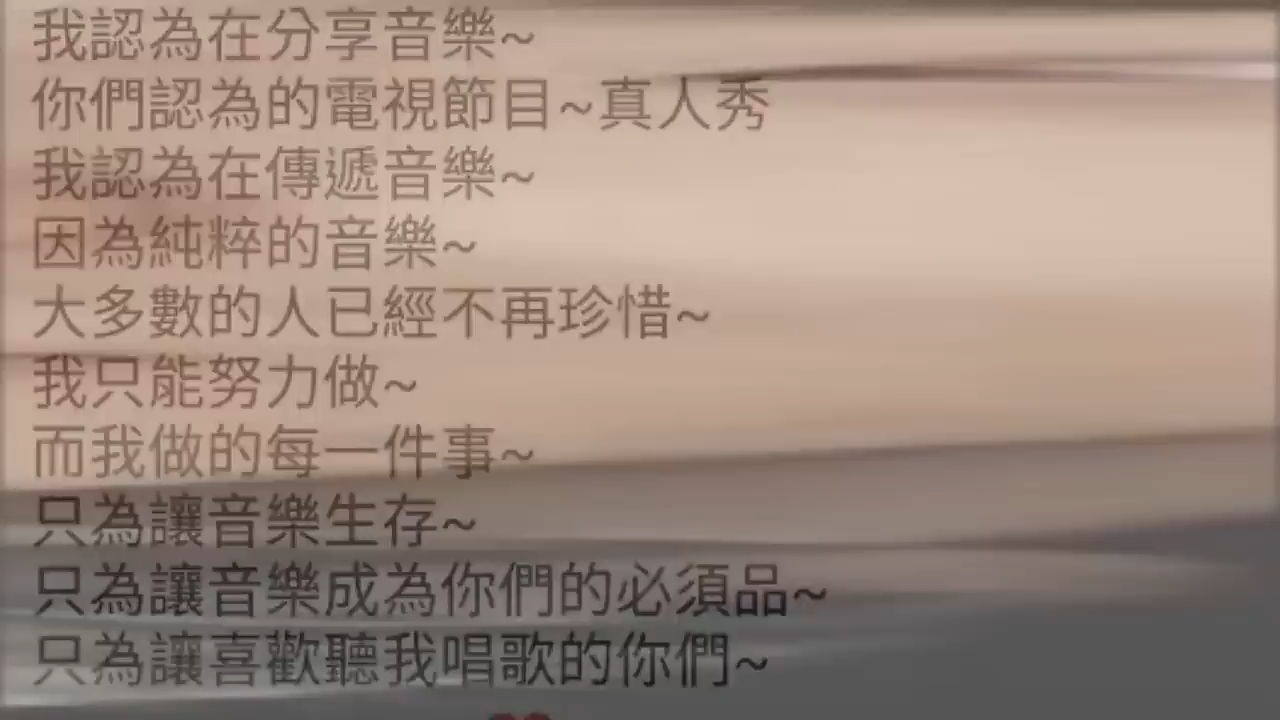 我認為在分享音樂~
你們認為的電視節目~真人秀
我認為在傳遞音樂~
因為純粹的音樂~
大多數的人已經不再珍惜~
我只能努力做~
而我做的每一件事~
只為讓音樂生存~
只為讓音樂成為你們的必須品~
只為讓喜歡聽我唱歌的你們~